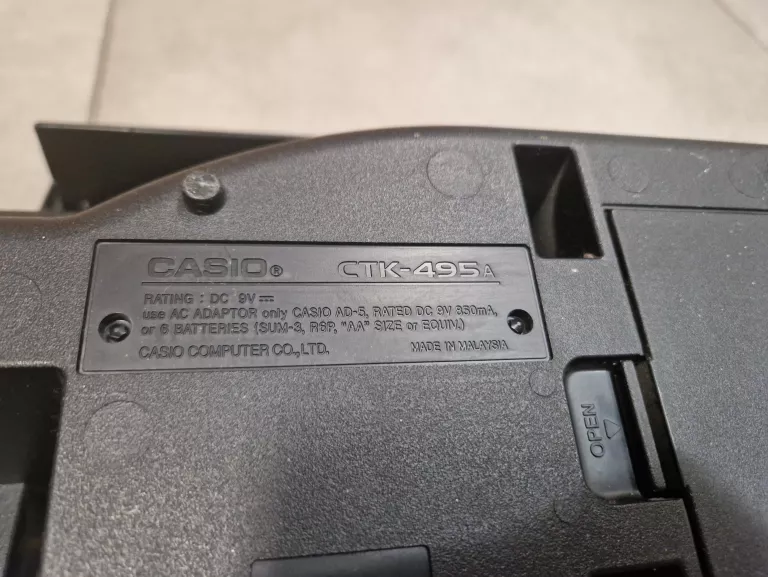 CASIO® CTK-495A
RATING : DC 9V ⎓
use AC ADAPTOR only CASIO AD-5, RATED DC 9V 850mA,
or 6 BATTERIES (SUM-3, R6P, "AA" SIZE or EQUIV.)
CASIO COMPUTER CO., LTD. MADE IN MALAYSIA
OPEN